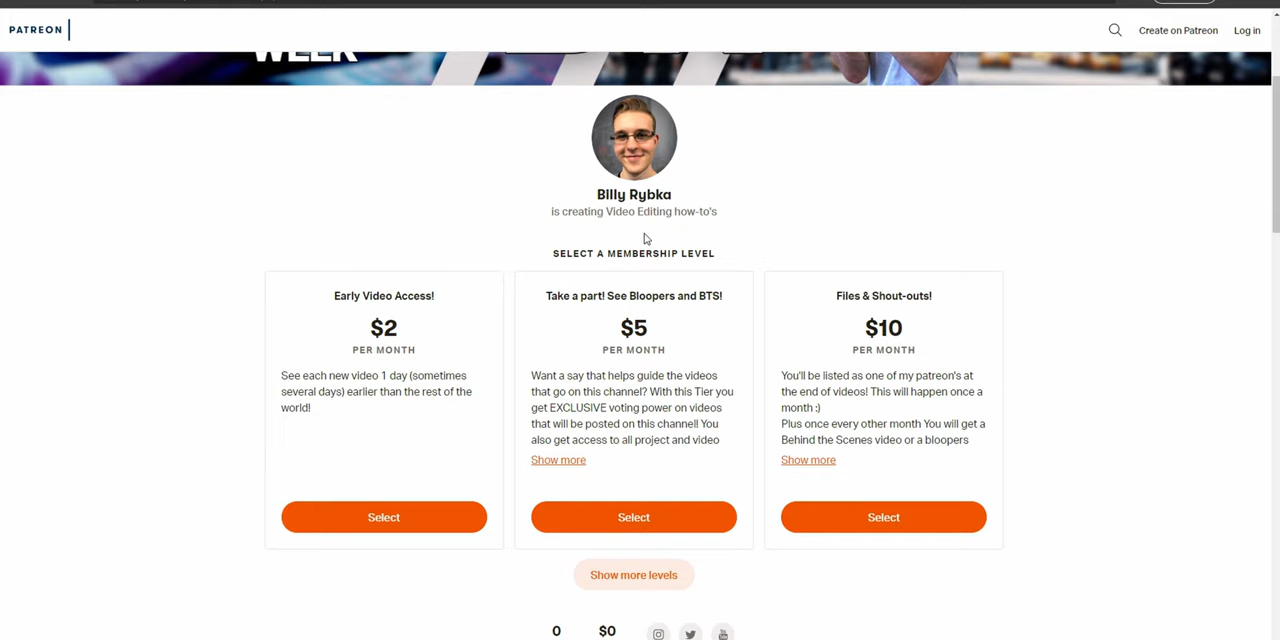 PATREON
Create on Patreon
Log in
WEEK
Billy Rybka
is creating Video Editing how-to's
SELECT A MEMBERSHIP LEVEL
Early Video Access!
$2
PER MONTH
See each new video 1 day (sometimes
several days) earlier than the rest of the
world!
Select
Take a part! See Bloopers and BTS!
$5
PER MONTH
Want a say that helps guide the videos
that go on this channel? With this Tier you
get EXCLUSIVE voting power on videos
that will be posted on this channel! You
also get access to all project and video
Show more
Select
Files & Shout-outs!
$10
PER MONTH
You'll be listed as one of my patreon's at
the end of videos! This will happen once a
month :)
Plus once every other month You will get a
Behind the Scenes video or a bloopers
Show more
Select
Show more levels
0
$0